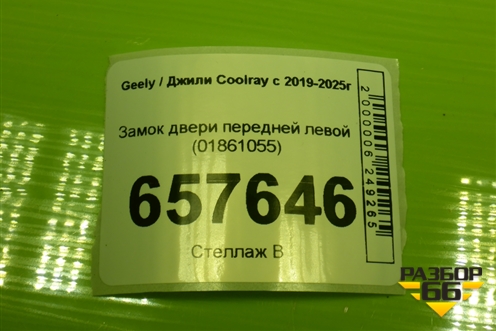 Geely / Джили Coolray с 2019-2025г
Замок двери передней левой
(01861055)
657646
Стеллаж В
2000006249265
РАЗБОР
66